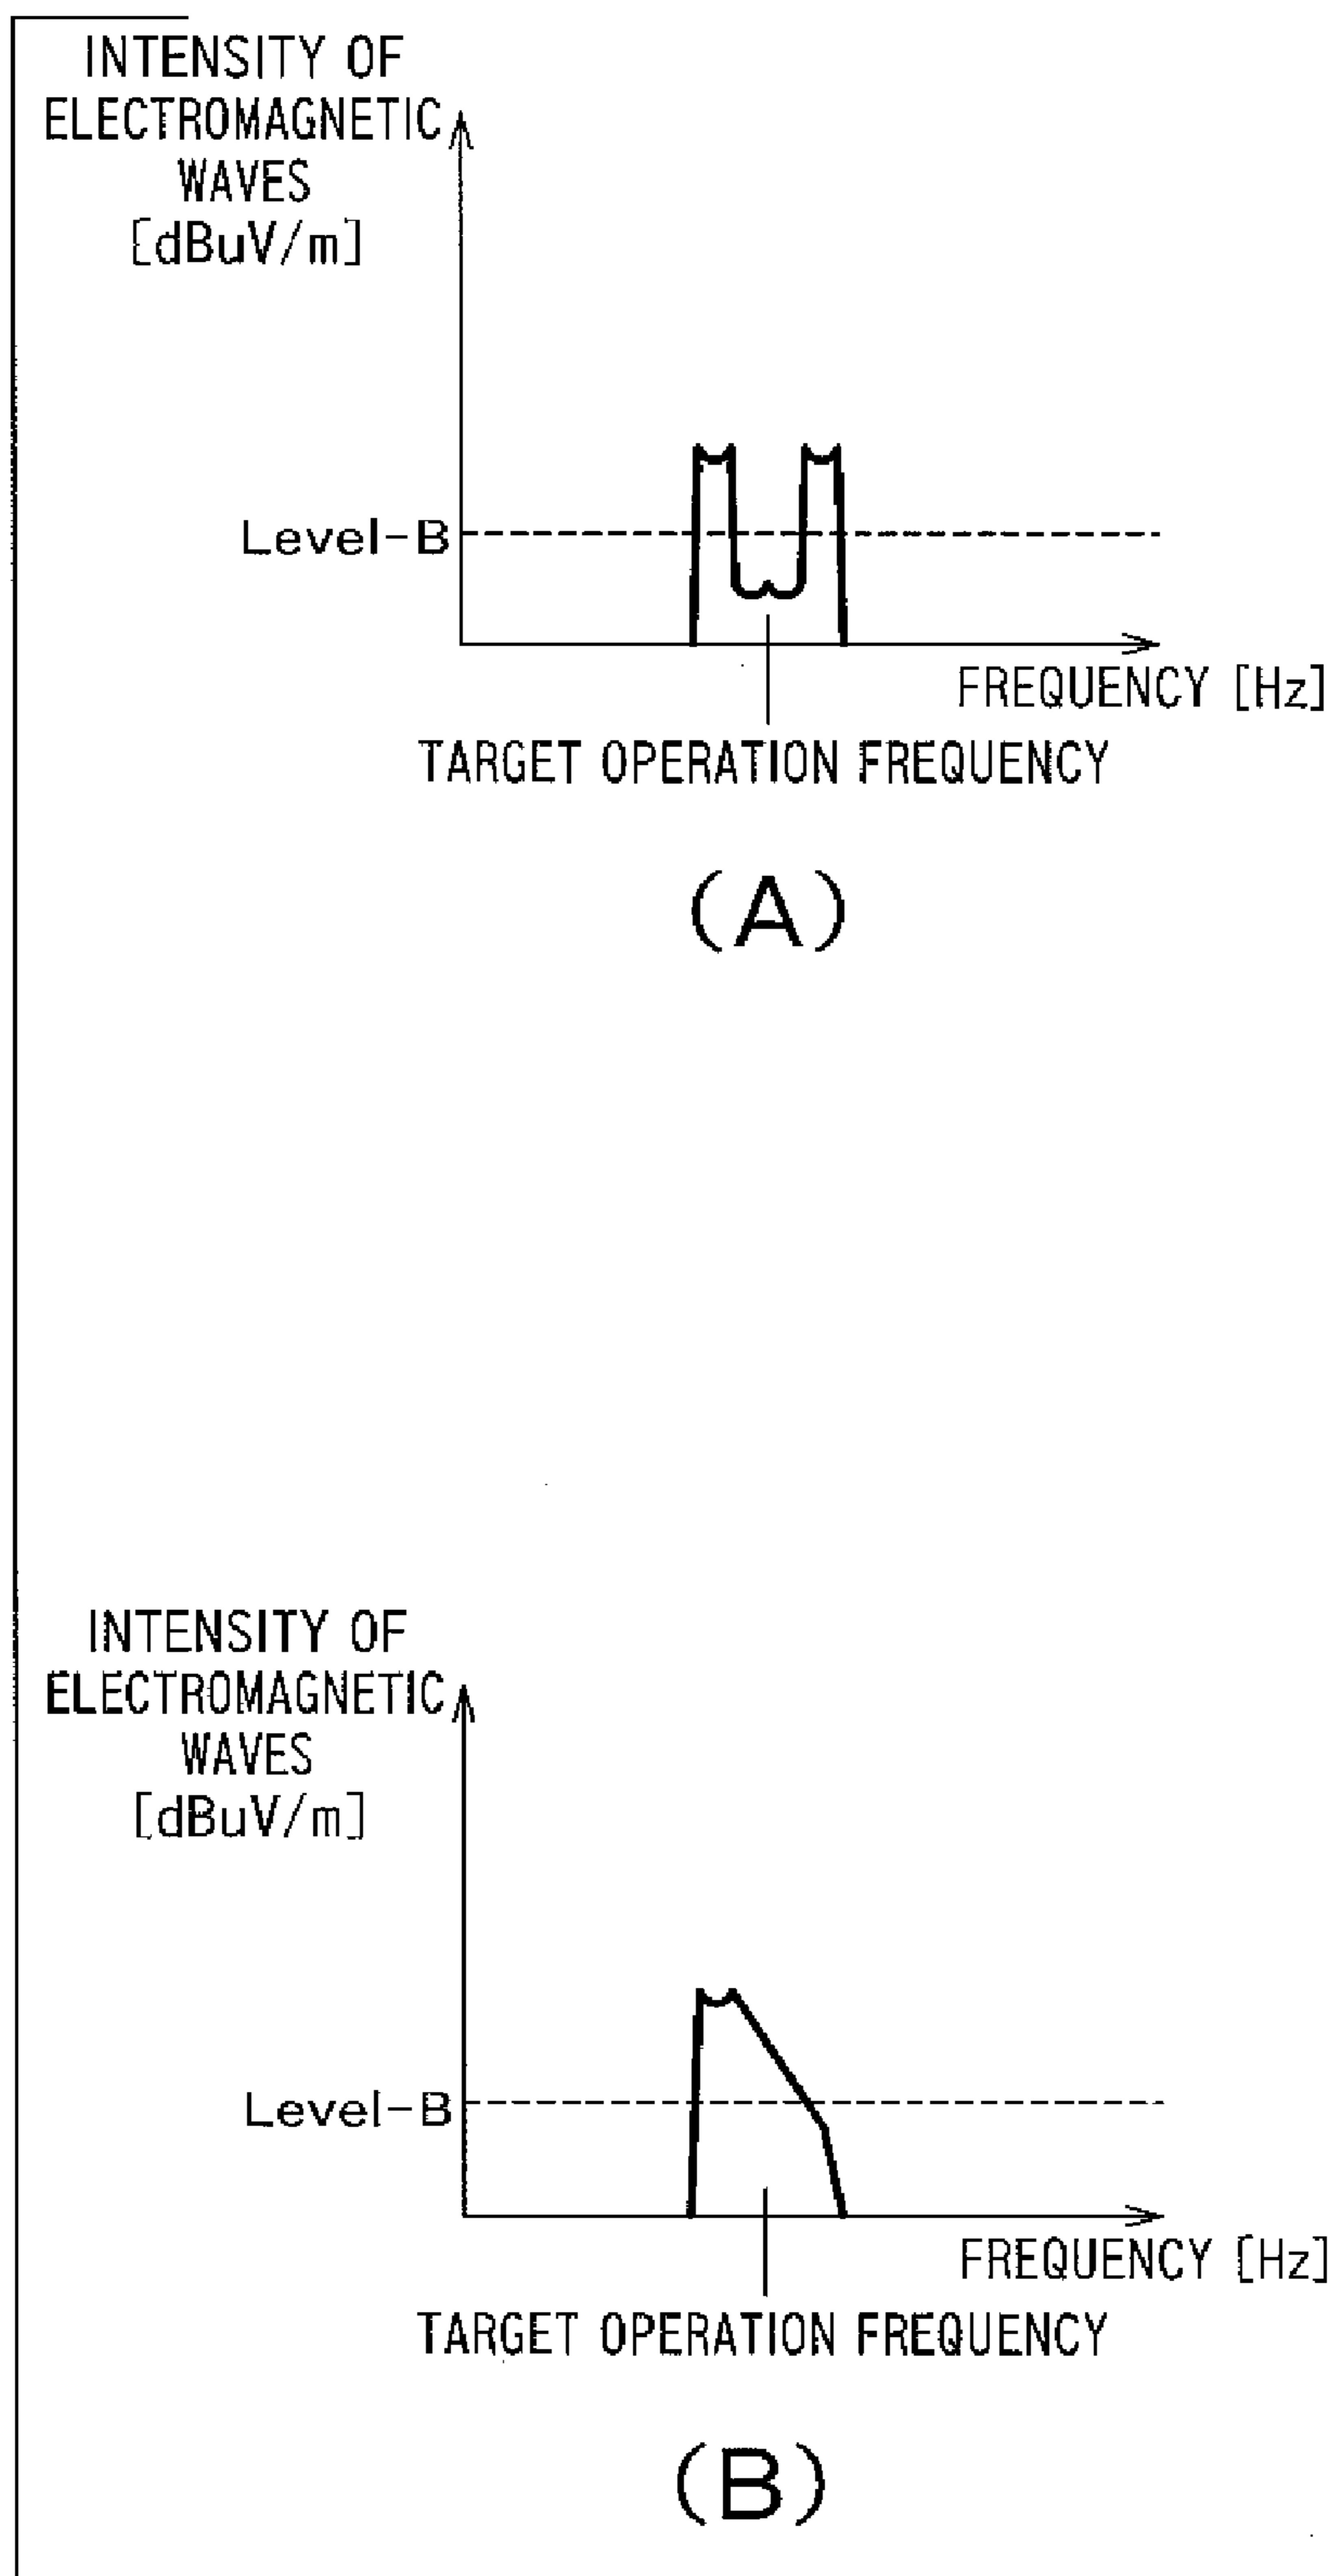 INTENSITY OF
ELECTROMAGNETIC
WAVES
[dBuV/m]
Level-B
FREQUENCY [Hz]
TARGET OPERATION FREQUENCY
(A)
INTENSITY OF
ELECTROMAGNETIC
WAVES
[dBuV/m]
Level-B
FREQUENCY [Hz]
TARGET OPERATION FREQUENCY
(B)